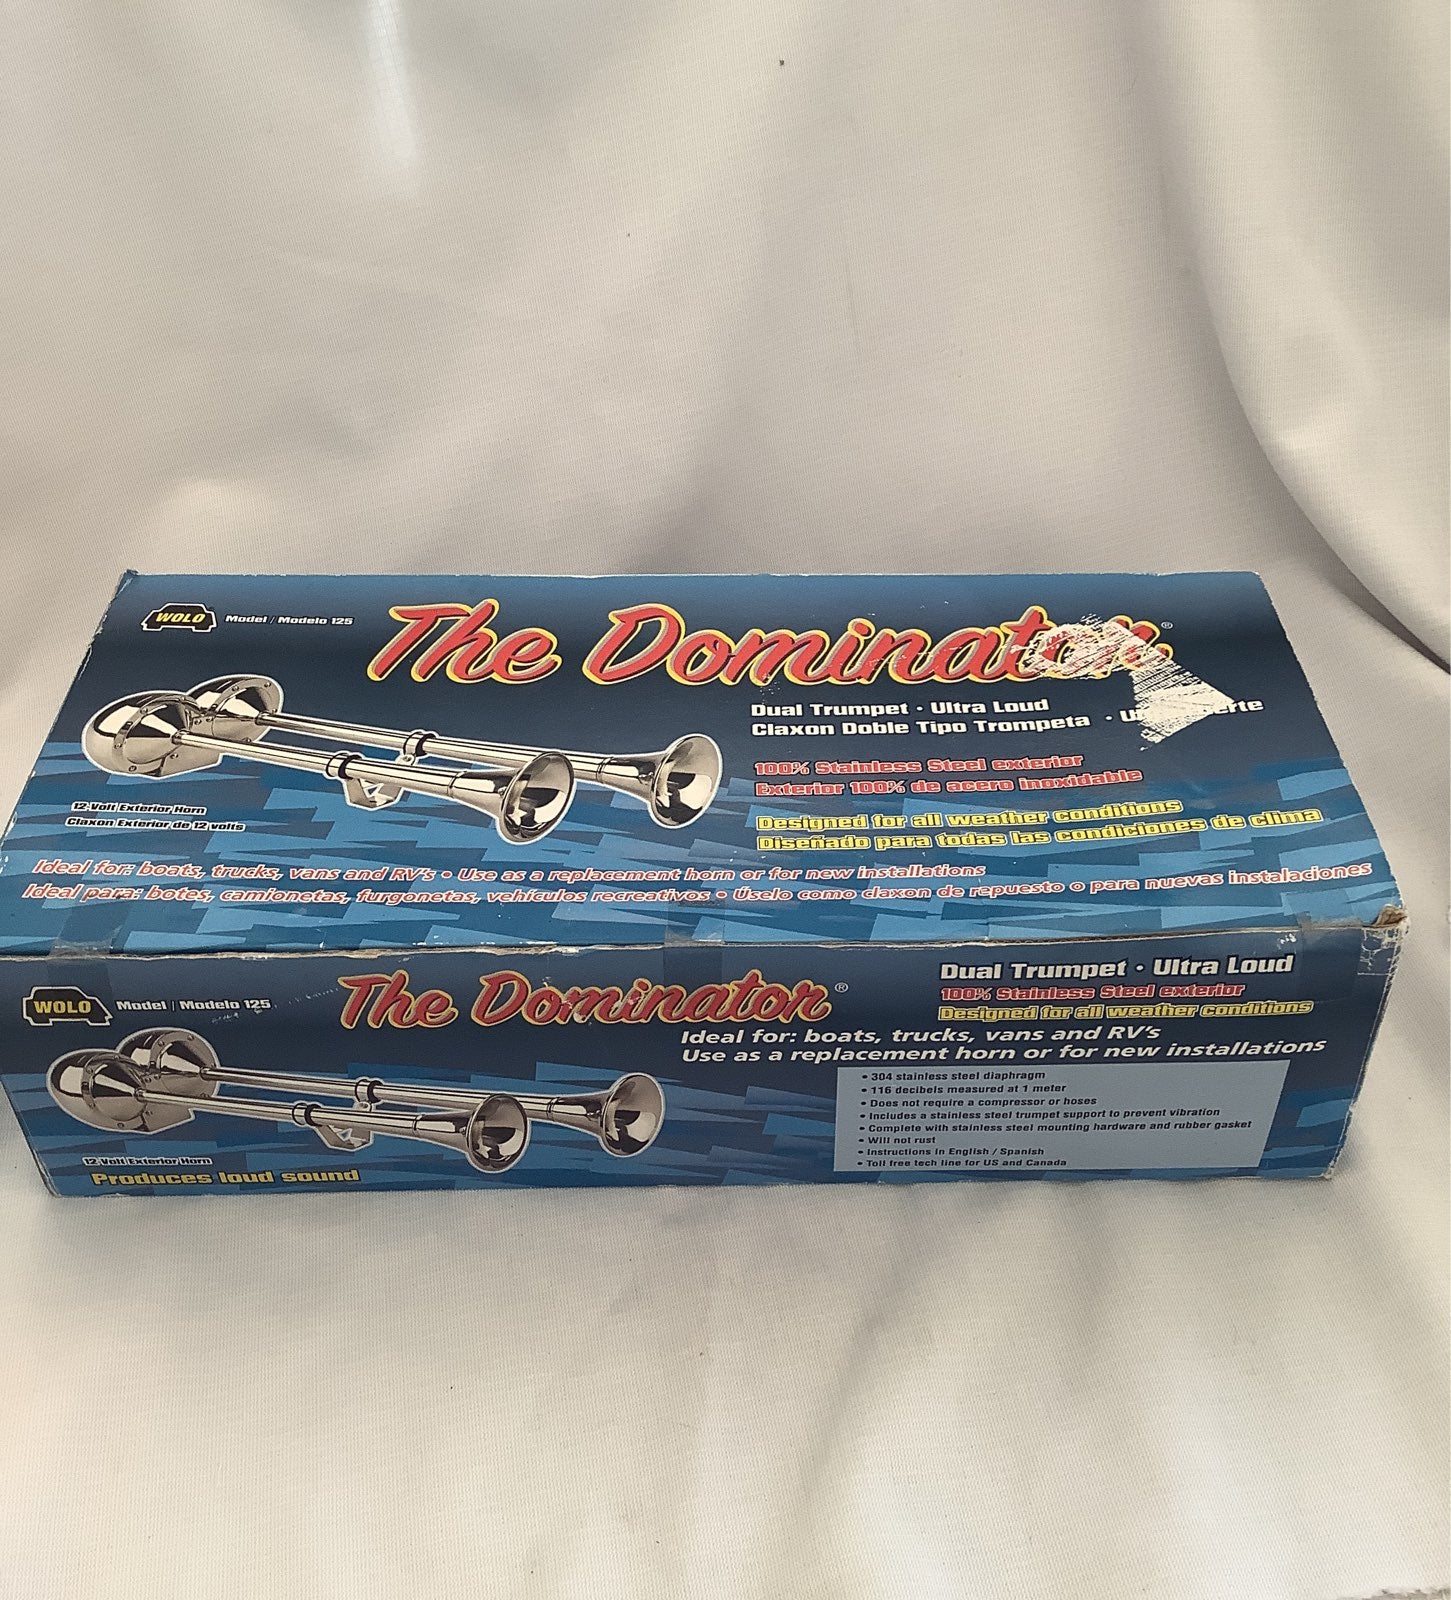 WOLO
Model / Modelo 125
The Dominator®
Dual Trumpet · Ultra Loud
Claxon Doble Tipo Trompeta ·
100% Stainless Steel exterior
Exterior 100% de acero inoxidable
Designed for all weather conditions
Diseñado para todas las condiciones de clima
12-Volt Exterior Horn
Claxon Exterior de 12 volts
Ideal for: boats, trucks, vans and RV's • Use as a replacement horn or for new installations
Ideal para: botes, camionetas, furgonetas, vehículos recreativos • Úselo como claxon de repuesto o para nuevas instalaciones
WOLO
Model / Modelo 125
The Dominator®
Dual Trumpet · Ultra Loud
100% Stainless Steel exterior
Designed for all weather conditions
Ideal for: boats, trucks, vans and RV's
Use as a replacement horn or for new installations
• 304 stainless steel diaphragm
• 116 decibels measured at 1 meter
• Does not require a compressor or hoses
• Includes a stainless steel trumpet support to prevent vibration
• Complete with stainless steel mounting hardware and rubber gasket
• Will not rust
• Instructions in English / Spanish
• Toll free tech line for US and Canada
12-Volt Exterior Horn
Produces loud sound